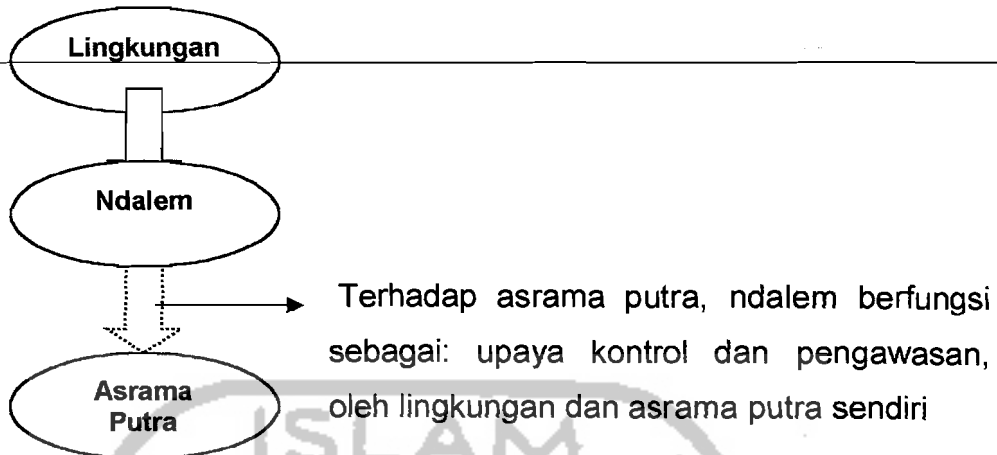 Lingkungan
Ndalem
Terhadap asrama putra, ndalem berfungsi
sebagai: upaya kontrol dan pengawasan,
oleh lingkungan dan asrama putra sendiri
Asrama
Putra
ISLAM